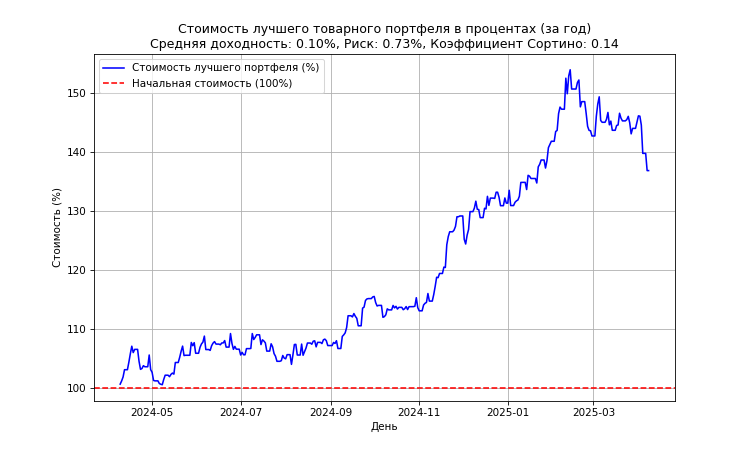 Стоимость лучшего товарного портфеля в процентах (за год)
Средняя доходность: 0.10%, Риск: 0.73%, Коэффициент Сортино: 0.14
Стоимость лучшего портфеля (%)
Начальная стоимость (100%)
Стоимость (%)
150
140
130
120
110
100
2024-05
2024-07
2024-09
2024-11
2025-01
2025-03
День